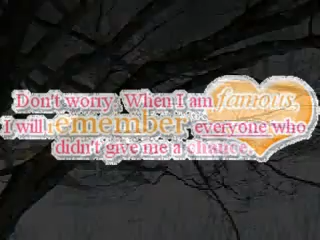 Don't worry. When I am famous,
I will remember everyone who
didn't give me a chance.